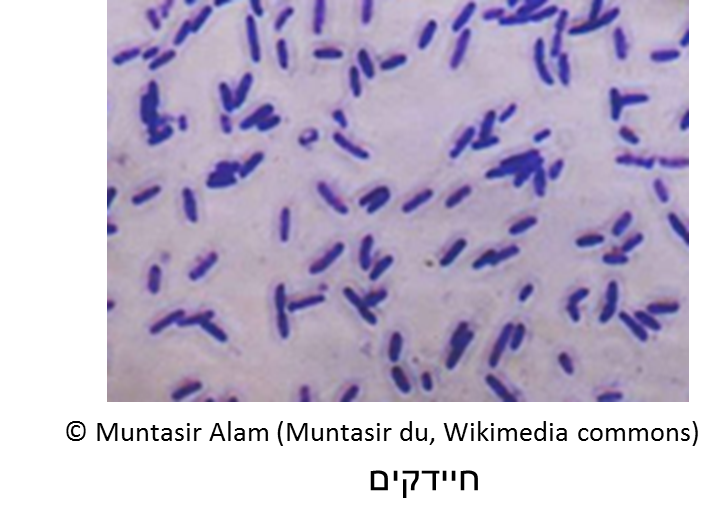 © Muntasir Alam (Muntasir du, Wikimedia commons)
חיידקים